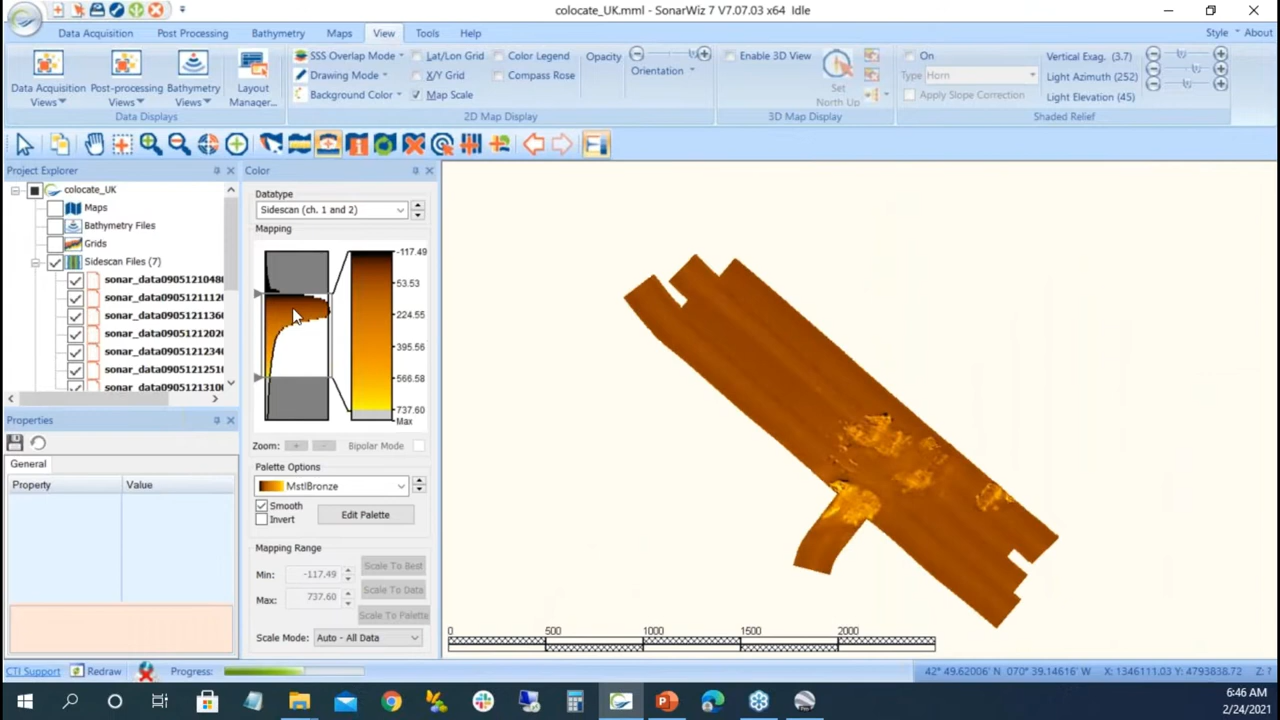 colocate_UK.mml - SonarWiz 7 V7.07.03 x64 Idle
Data Acquisition Post Processing Bathymetry Maps View Tools Help Style About
SSS Overlap Mode Lat/Lon Grid Color Legend Opacity Enable 3D View On Vertical Exag. (3.7)
Drawing Mode X/Y Grid Compass Rose Orientation Type Horn Light Azimuth (252)
Data Acquisition Views Post-processing Views Bathymetry Views Layout Manager... Background Color Map Scale Set North Up Apply Slope Correction Light Elevation (45)
Data Displays 2D Map Display 3D Map Display Shaded Relief
Project Explorer
colocate_UK
Maps
Bathymetry Files
Grids
Sidescan Files (7)
sonar_data0905121048
sonar_data0905121112
sonar_data0905121136
sonar_data0905121202
sonar_data0905121234
sonar_data0905121251
sonar_data0905121310
Properties
General
Property Value
Color
Datatype
Sidescan (ch. 1 and 2)
Mapping
-117.49
53.53
224.55
395.56
566.58
737.60
Max
Zoom: + - Bipolar Mode
Palette Options
MstlBronze
Smooth
Invert
Edit Palette
Mapping Range
Min: -117.49 Scale To Best
Scale To Data
Max: 737.60
Scale To Palette
Scale Mode: Auto - All Data
0 500 1000 1500 2000
CTI Support Redraw Progress: 42° 49.62006' N 070° 39.14616' W X: 1346111.03 Y: 4793838.72 Z: ?
6:46 AM
2/24/2021